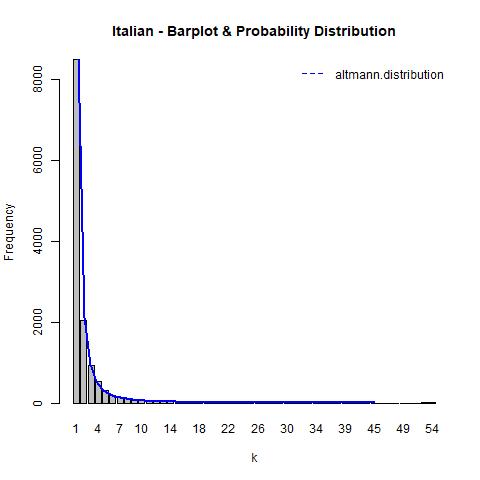 Italian - Barplot & Probability Distribution
altmann.distribution
Frequency
8000
6000
4000
2000
0
1 4 7 10 14 18 22 26 30 34 39 45 49 54
k